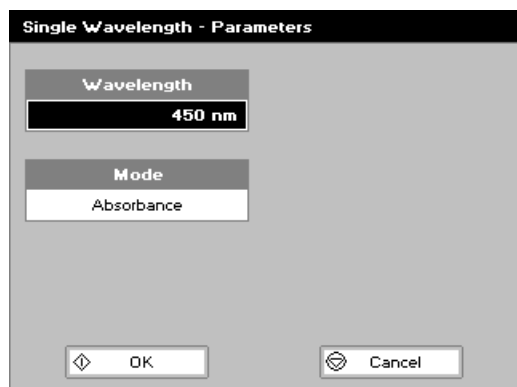 Single Wavelength - Parameters
Wavelength
450 nm
Mode
Absorbance
OK
Cancel